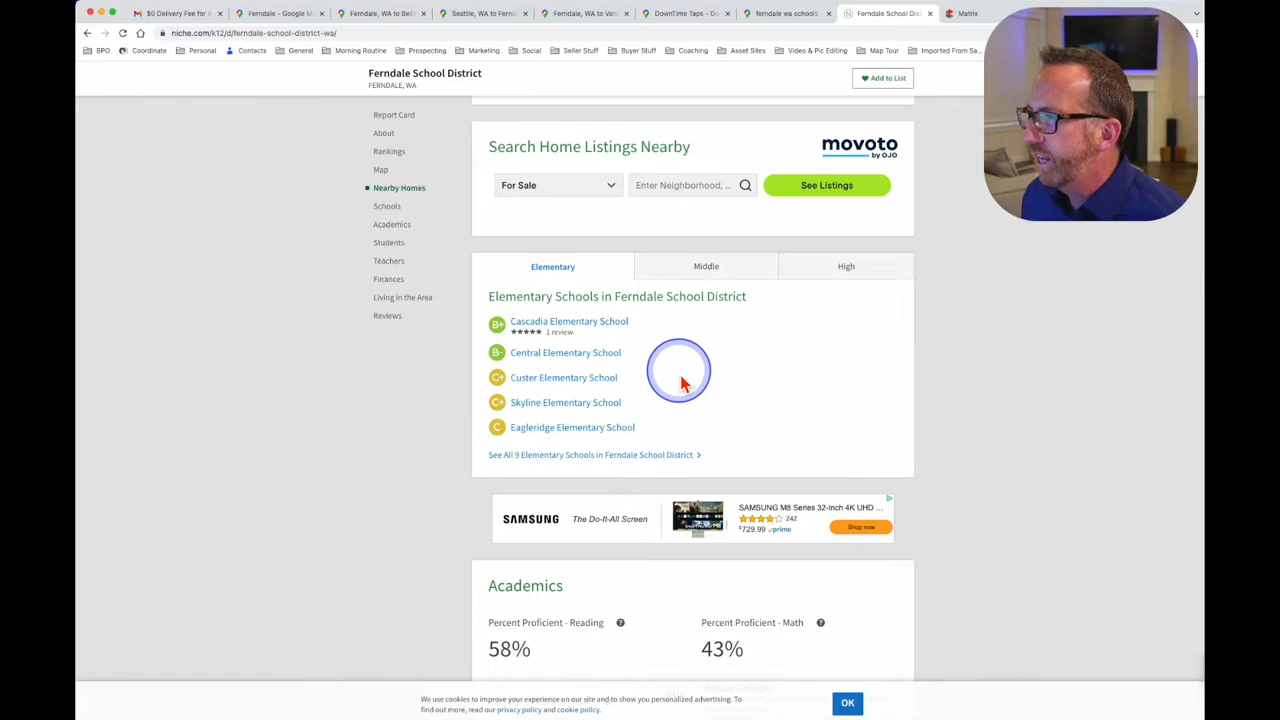 $0 Delivery Fee for 4
Ferndale - Google M
Ferndale, WA to Bell
Seattle, WA to Fern
Ferndale, WA to Van
DownTime Taps - Go
ferndale wa schools
Ferndale School Dist
Matrix
niche.com/k12/d/ferndale-school-district-wa/
BPO
Coordinate
Personal
Contacts
General
Morning Routine
Prospecting
Marketing
Social
Seller Stuff
Buyer Stuff
Coaching
Asset Sites
Video & Pic Editing
Map Tour
Imported From Sa...
Ferndale School District
FERNDALE, WA
Add to List
Report Card
About
Rankings
Map
Nearby Homes
Schools
Academics
Students
Teachers
Finances
Living in the Area
Reviews
Search Home Listings Nearby
movoto
by OJO
For Sale
Enter Neighborhood, ...
See Listings
Elementary
Middle
High
Elementary Schools in Ferndale School District
B+ Cascadia Elementary School
★★★★★ 1 review
B- Central Elementary School
C+ Custer Elementary School
C+ Skyline Elementary School
C Eagleridge Elementary School
See All 9 Elementary Schools in Ferndale School District
SAMSUNG
The Do-It-All Screen
SAMSUNG M8 Series 32-inch 4K UHD ...
242
$729.99 prime
Shop now
Academics
Percent Proficient - Reading
58%
Percent Proficient - Math
43%
We use cookies to improve your experience on our site and to show you personalized advertising. To
find out more, read our privacy policy and cookie policy.
OK